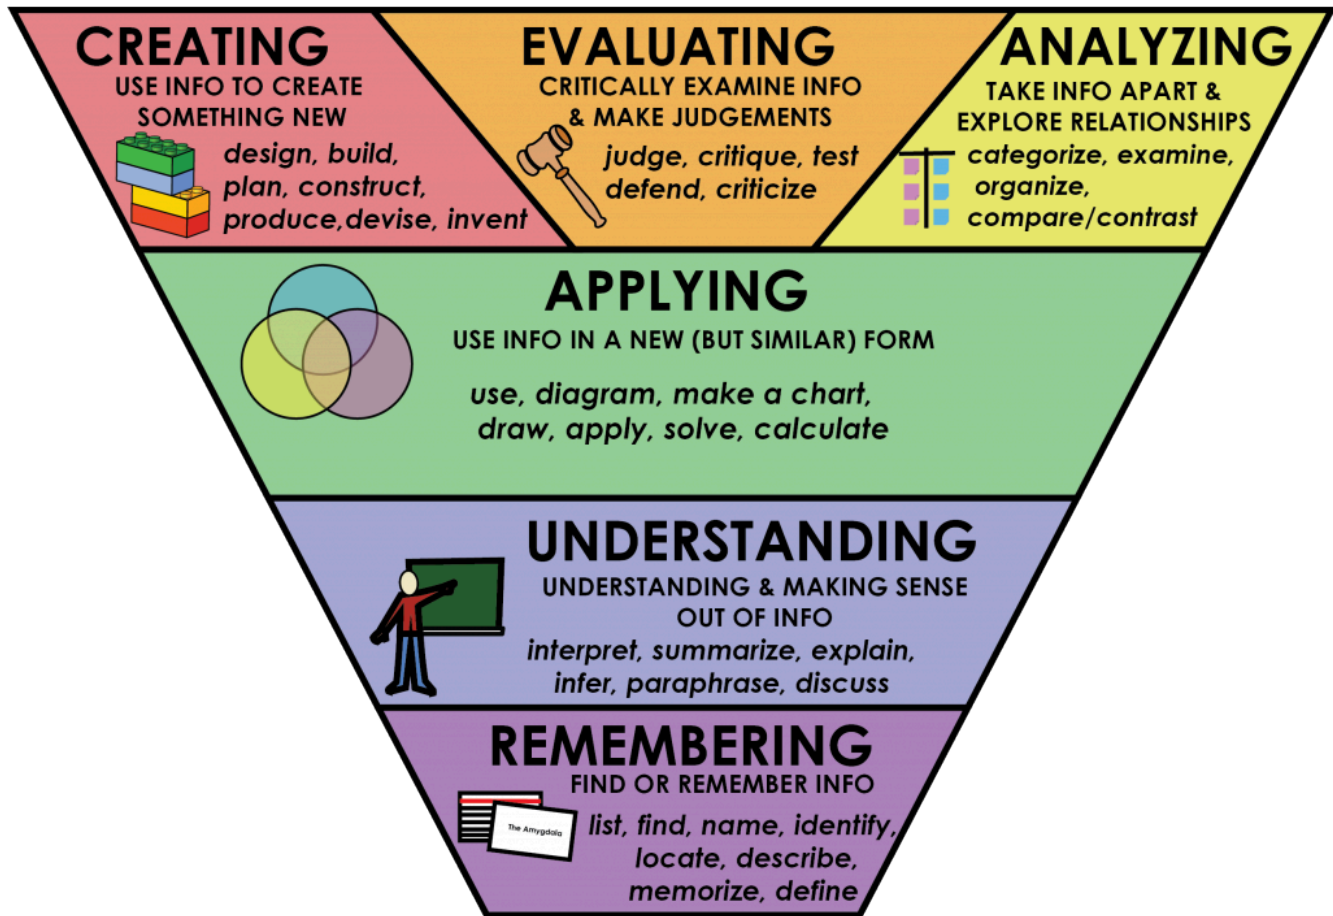 CREATING
USE INFO TO CREATE
SOMETHING NEW
design, build,
plan, construct,
produce,devise, invent
EVALUATING
CRITICALLY EXAMINE INFO
& MAKE JUDGEMENTS
judge, critique, test
defend, criticize
ANALYZING
TAKE INFO APART &
EXPLORE RELATIONSHIPS
categorize, examine,
organize,
compare/contrast
APPLYING
USE INFO IN A NEW (BUT SIMILAR) FORM
use, diagram, make a chart,
draw, apply, solve, calculate
UNDERSTANDING
UNDERSTANDING & MAKING SENSE
OUT OF INFO
interpret, summarize, explain,
infer, paraphrase, discuss
REMEMBERING
FIND OR REMEMBER INFO
The Amygdala
list, find, name, identify,
locate, describe,
memorize, define